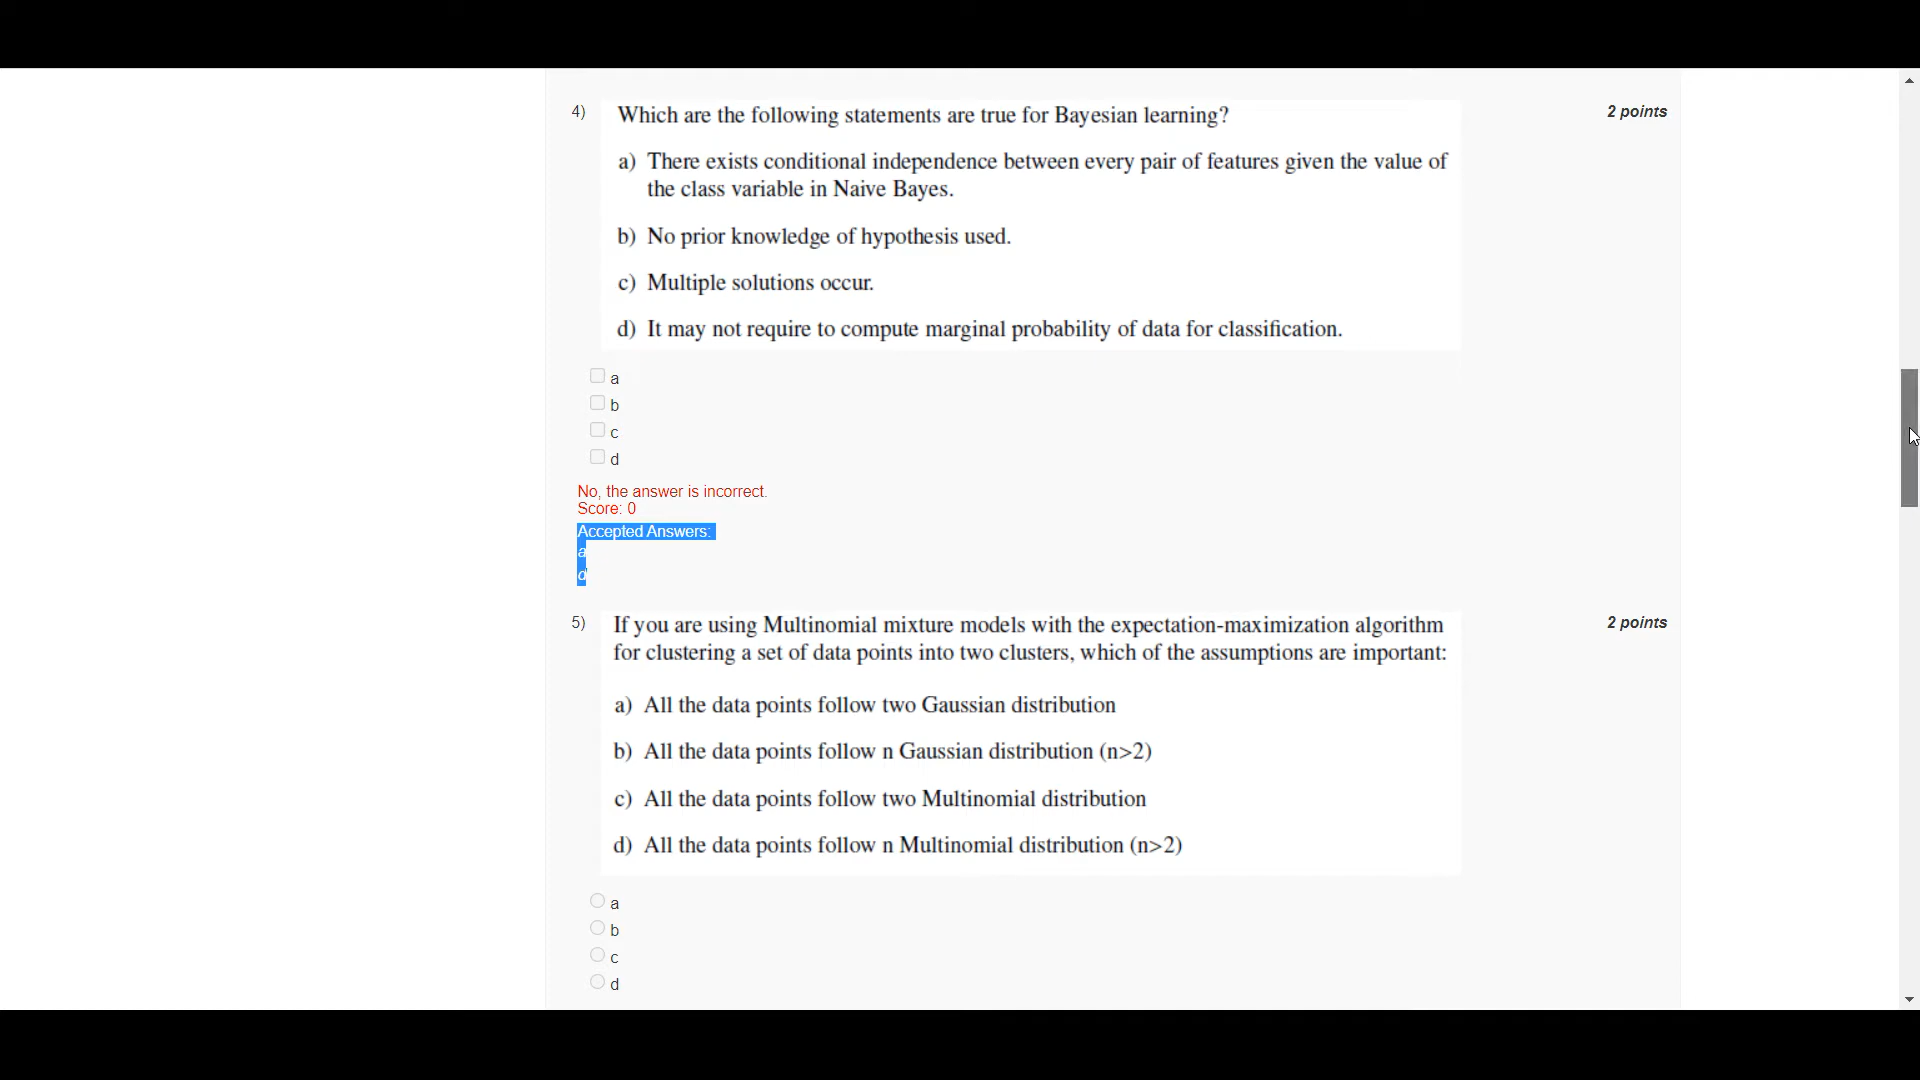 4)
Which are the following statements are true for Bayesian learning?
2 points
a) There exists conditional independence between every pair of features given the value of
the class variable in Naive Bayes.
b) No prior knowledge of hypothesis used.
c) Multiple solutions occur.
d) It may not require to compute marginal probability of data for classification.
a
b
c
d
No, the answer is incorrect.
Score: 0
Accepted Answers:
a
d
5)
If you are using Multinomial mixture models with the expectation-maximization algorithm
2 points
for clustering a set of data points into two clusters, which of the assumptions are important:
a) All the data points follow two Gaussian distribution
b) All the data points follow n Gaussian distribution (n>2)
c) All the data points follow two Multinomial distribution
d) All the data points follow n Multinomial distribution (n>2)
a
b
c
d